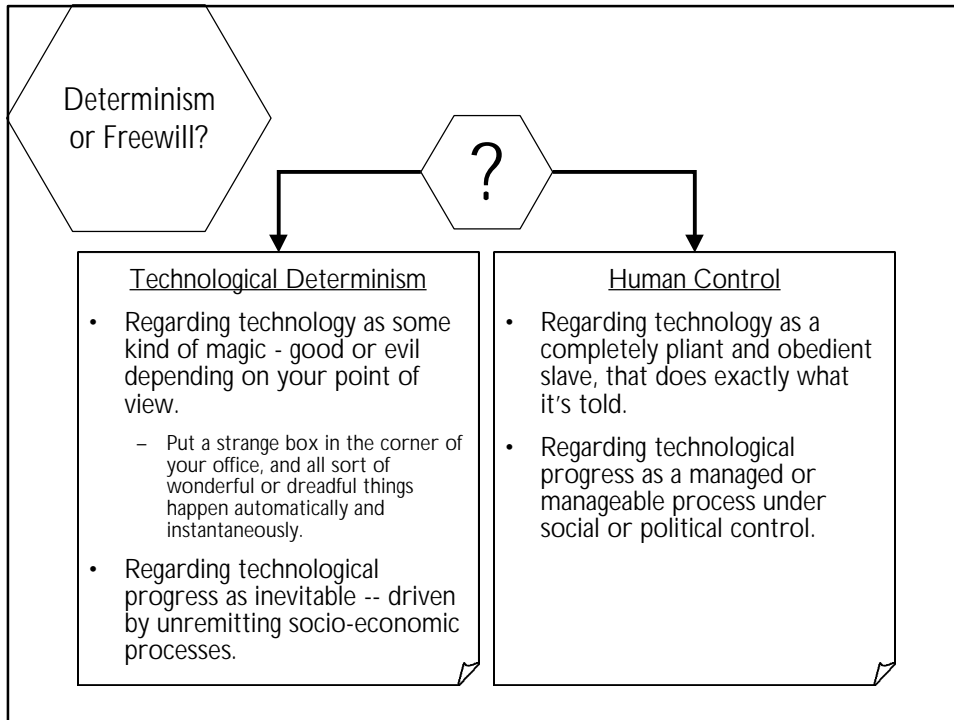 Determinism
or Freewill?
?
Technological Determinism
• Regarding technology as some
kind of magic - good or evil
depending on your point of
view.
– Put a strange box in the corner of
your office, and all sort of
wonderful or dreadful things
happen automatically and
instantaneously.
• Regarding technological
progress as inevitable -- driven
by unremitting socio-economic
processes.
Human Control
• Regarding technology as a
completely pliant and obedient
slave, that does exactly what
it's told.
• Regarding technological
progress as a managed or
manageable process under
social or political control.